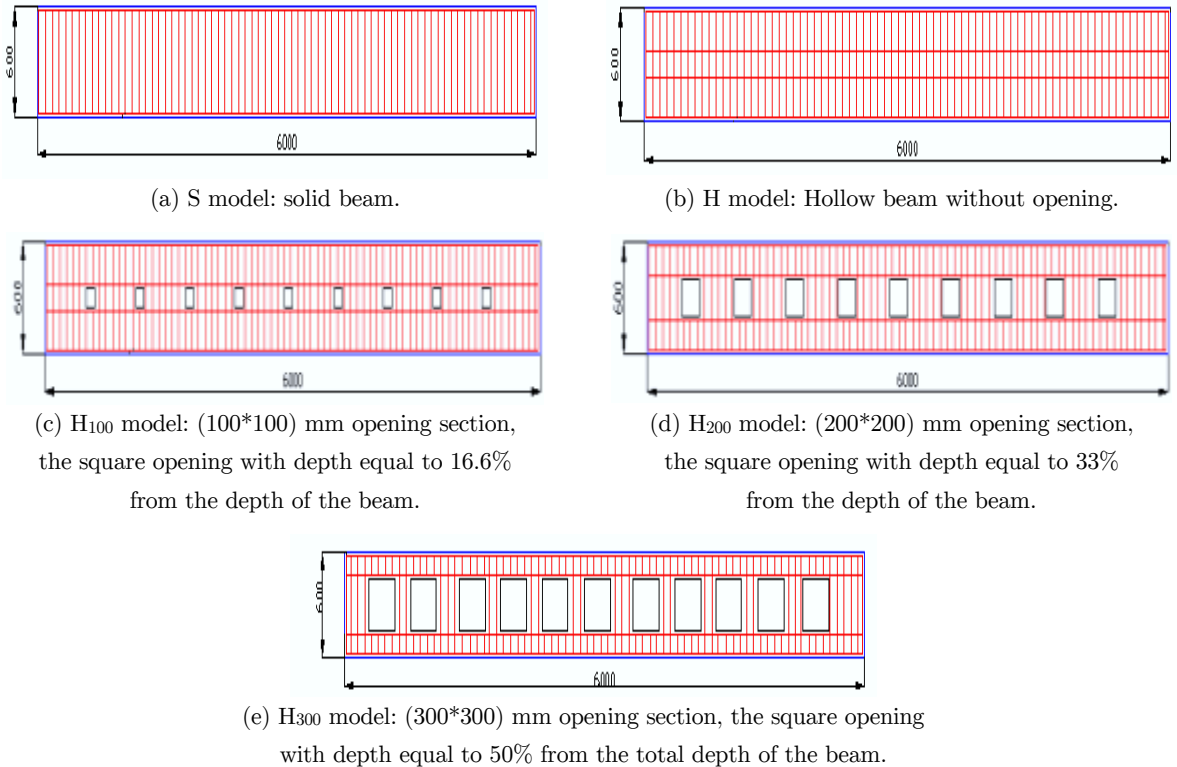 600
6000
(a) S model: solid beam.
600
6000
(b) H model: Hollow beam without opening.
600
6000
(c) H100 model: (100*100) mm opening section,
the square opening with depth equal to 16.6%
from the depth of the beam.
600
6000
(d) H200 model: (200*200) mm opening section,
the square opening with depth equal to 33%
from the depth of the beam.
600
6000
(e) H300 model: (300*300) mm opening section, the square opening
with depth equal to 50% from the total depth of the beam.